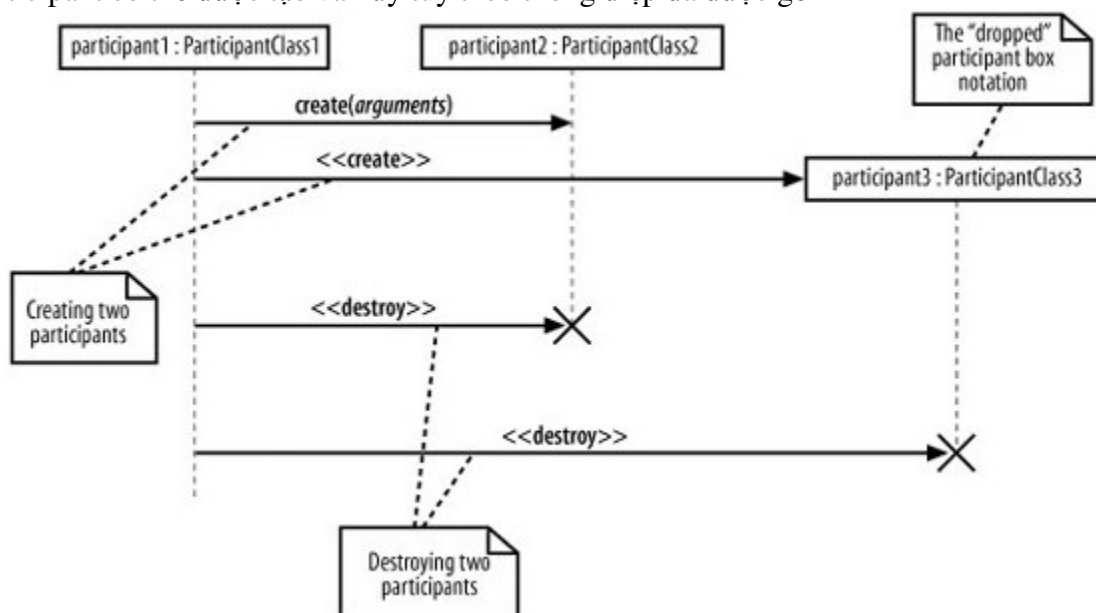 participant1 : ParticipantClass1
participant2 : ParticipantClass2
The “dropped”
participant box
notation
create(arguments)
<<create>>
participant3 : ParticipantClass3
Creating two
participants
<<destroy>>
<<destroy>>
Destroying two
participants